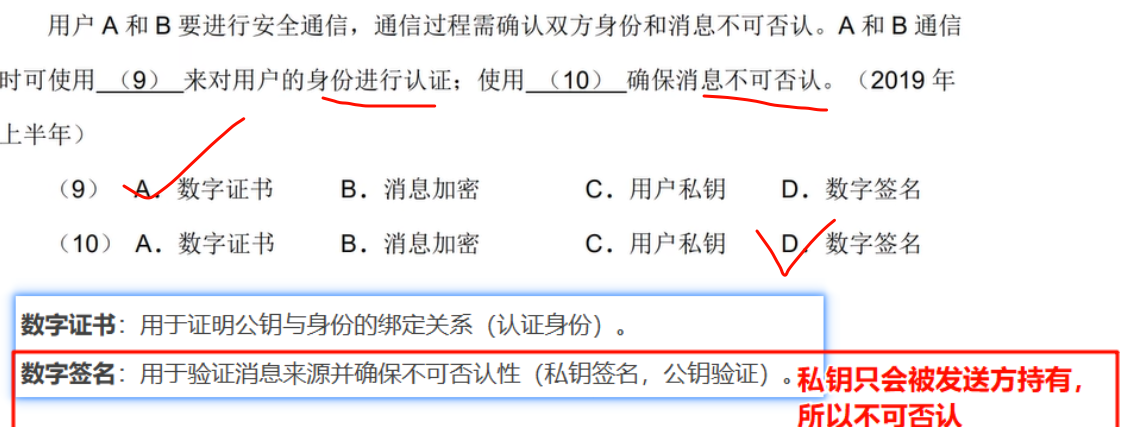 用户 A 和 B 要进行安全通信，通信过程需确认双方身份和消息不可否认。A 和 B 通信
时可使用 （9） 来对用户的身份进行认证；使用 （10） 确保消息不可否认。（2019 年
上半年）
（9） A．数字证书 B．消息加密 C．用户私钥 D．数字签名
（10） A．数字证书 B．消息加密 C．用户私钥 D．数字签名
数字证书：用于证明公钥与身份的绑定关系（认证身份）。
数字签名：用于验证消息来源并确保不可否认性（私钥签名，公钥验证）。
私钥只会被发送方持有，
所以不可否认